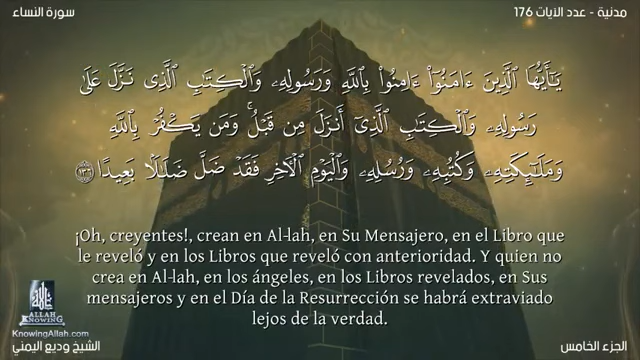 سورة النساء
مدنية - عدد الآيات 176
يَـٰٓأَيُّهَا ٱلَّذِينَ ءَامَنُوٓا۟ ءَامِنُوا۟ بِٱللَّهِ وَرَسُولِهِۦ وَٱلْكِتَـٰبِ ٱلَّذِى نَزَّلَ عَلَىٰ
رَسُولِهِۦ وَٱلْكِتَـٰبِ ٱلَّذِىٓ أَنزَلَ مِن قَبْلُ ۚ وَمَن يَكْفُرْ بِٱللَّهِ
وَمَلَـٰٓئِكَتِهِۦ وَكُتُبِهِۦ وَرُسُلِهِۦ وَٱلْيَوْمِ ٱلْـَٔاخِرِ فَقَدْ ضَلَّ ضَلَـٰلًۢا بَعِيدًا ١٣٦
¡Oh, creyentes!, crean en Al-lah, en Su Mensajero, en el Libro que
le reveló y en los Libros que reveló con anterioridad. Y quien no
crea en Al-lah, en los ángeles, en los Libros revelados, en Sus
mensajeros y en el Día de la Resurrección se habrá extraviado
lejos de la verdad.
ALLAH
KNOWING
KnowingAllah.com
الشيخ وديع اليمني
الجزء الخامس